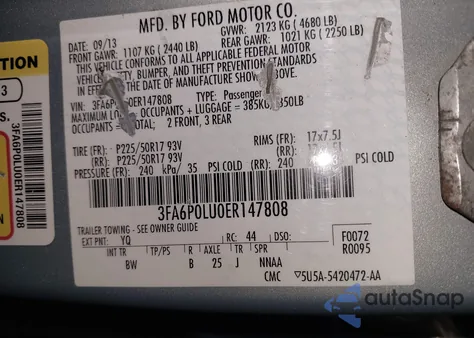 MFD. BY FORD MOTOR CO.
DATE: 09/13 GVWR: 2123 KG ( 4680 LB)
FRONT GAWR: 1107 KG ( 2440 LB) REAR GAWR: 1021 KG ( 2250 LB)
THIS VEHICLE CONFORMS TO ALL APPLICABLE FEDERAL MOTOR
VEHICLE SAFETY, BUMPER, AND THEFT PREVENTION STANDARDS
IN EFFECT ON THE DATE OF MANUFACTURE SHOWN ABOVE.
VIN: 3FA6P0LU0ER147808 TYPE: Passenger
MAXIMUM LOAD= OCCUPANTS + LUGGAGE = 385KG 850LB
OCCUPANTS = TOTAL; 2 FRONT, 3 REAR
TIRE (FR): P225/50R17 93V RIMS (FR): 17x7.5J
(RR): P225/50R17 93V (RR): 17x7.5J
PRESSURE (FR): 240 kPa/ 35 PSI COLD (RR): 240 PSI COLD
3FA6P0LU0ER147808
TRAILER TOWING - SEE OWNER GUIDE
EXT PNT: YQ RC: 44 DSO: F0072
INT TR TP/PS R AXLE TR SPR R0095
BW B 25 J NNAA
CMC 5U5A-5420472-AA
TION
3
S.
3FA6P0LU0ER147808
autoSnap